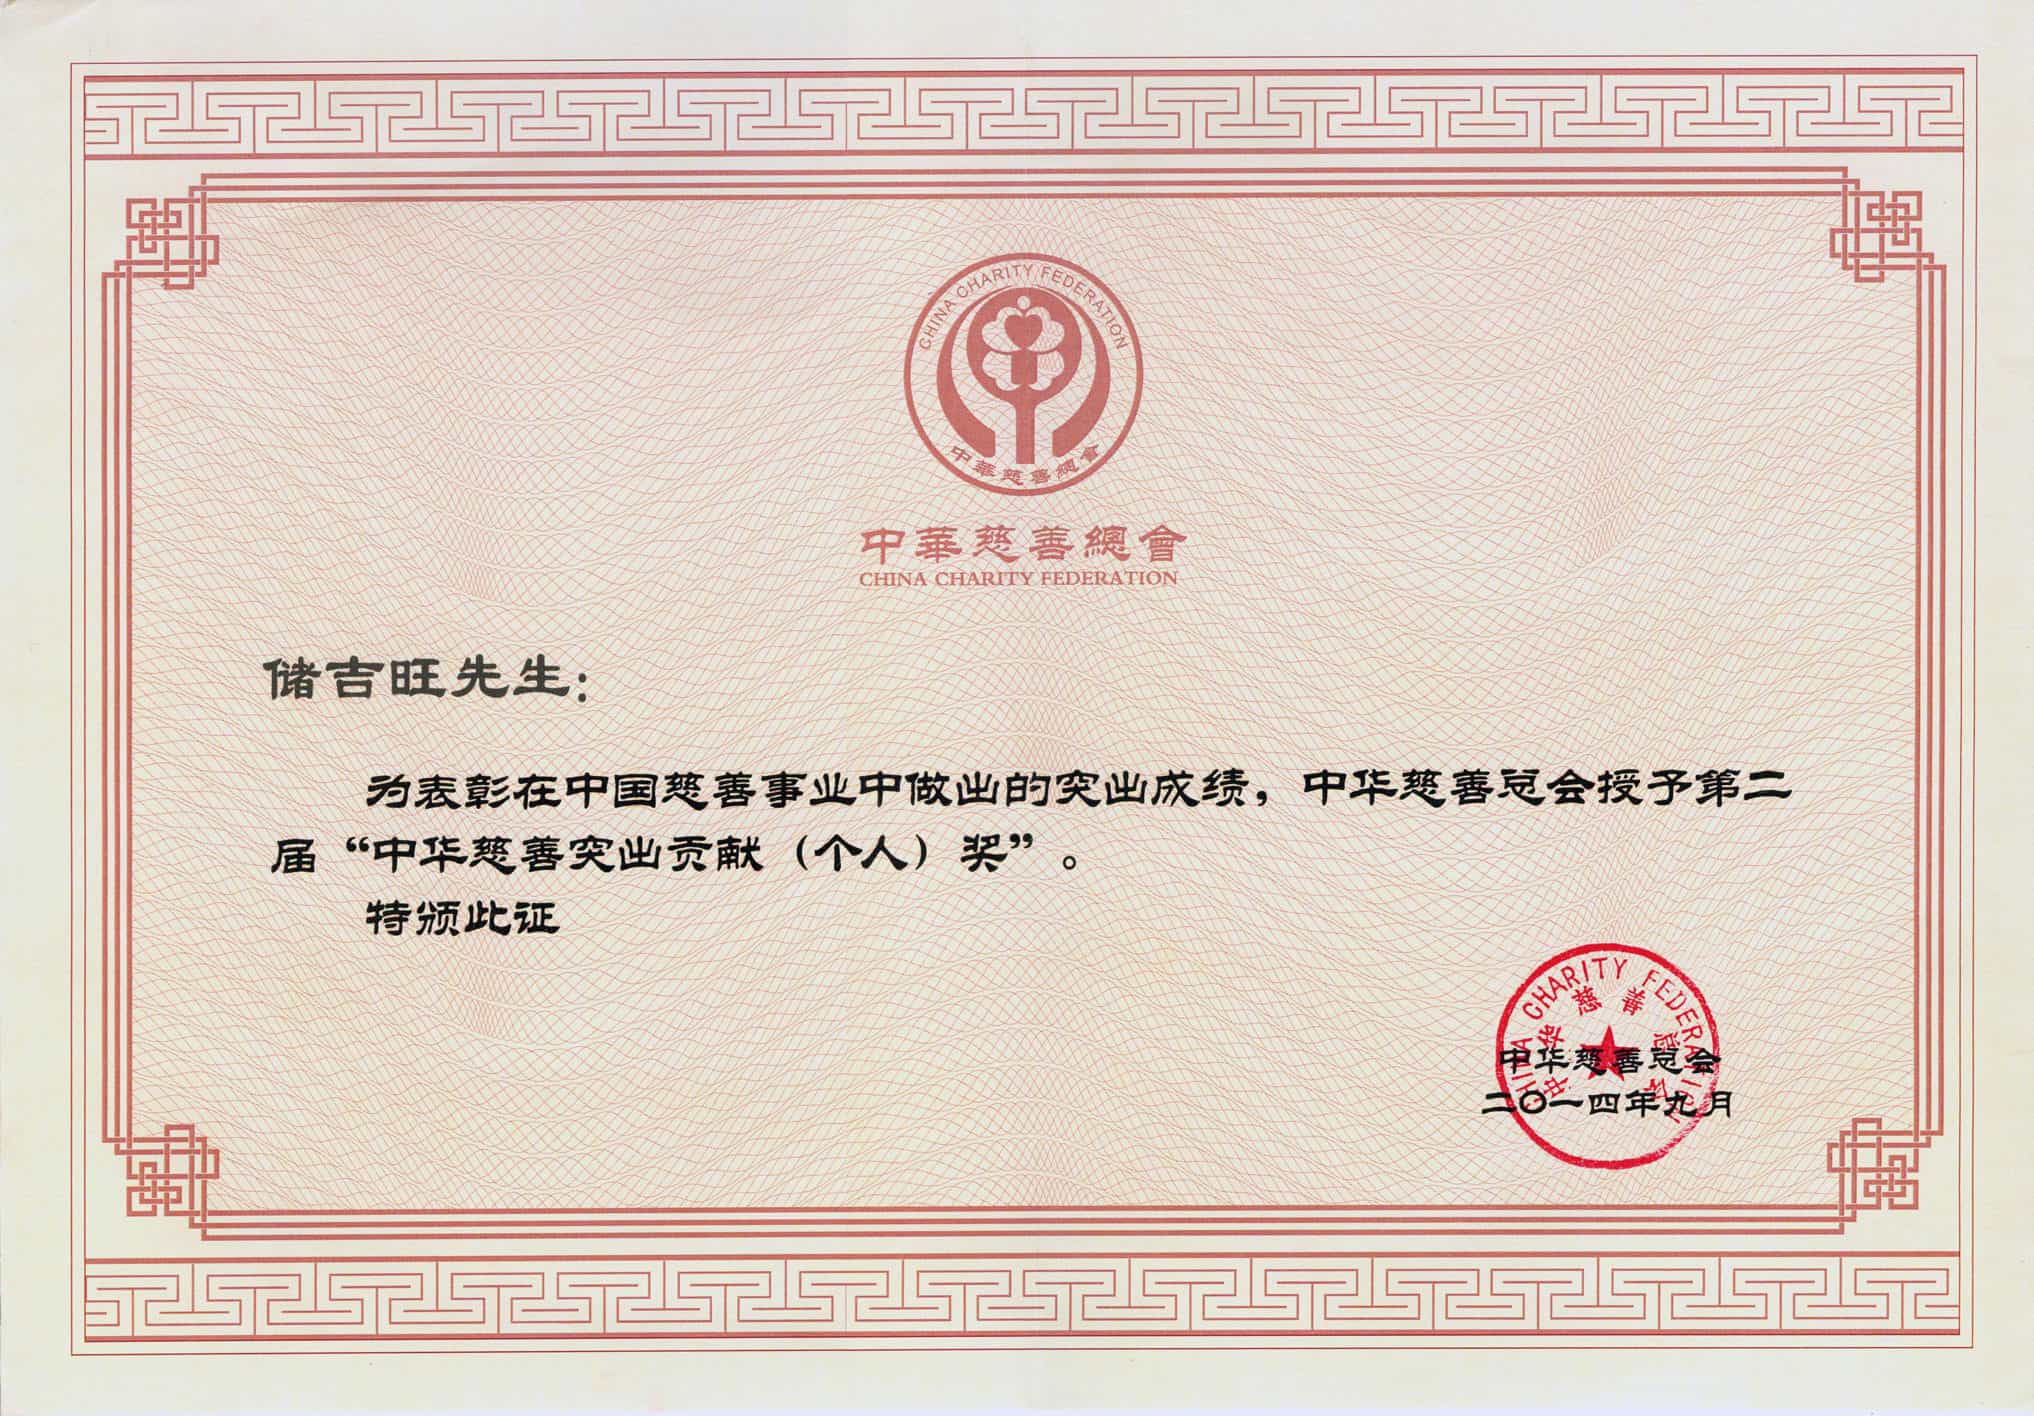 CHINA CHARITY FEDERATION
中華慈善總會
中華慈善總會
CHINA CHARITY FEDERATION
储吉旺先生：
为表彰在中国慈善事业中做出的突出成绩，中华慈善总会授予第二
届“中华慈善突出贡献（个人）奖”。
特颁此证
CHINA CHARITY FEDERATION
中华慈善总会
中华慈善总会
二〇一四年九月